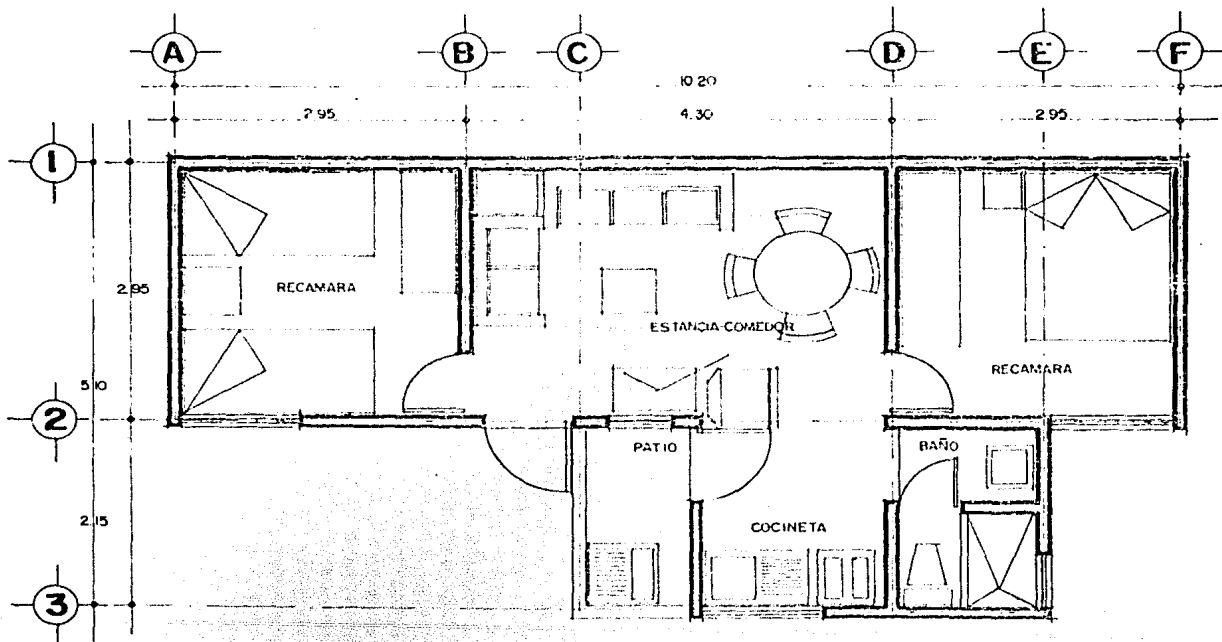 A B C D E F
10.20
2.95 4.30 2.95
1
2.95
RECAMARA
ESTANCIA-COMEDOR
RECAMARA
5.10
2
PATIO
BAÑO
2.15
COCINETA
3